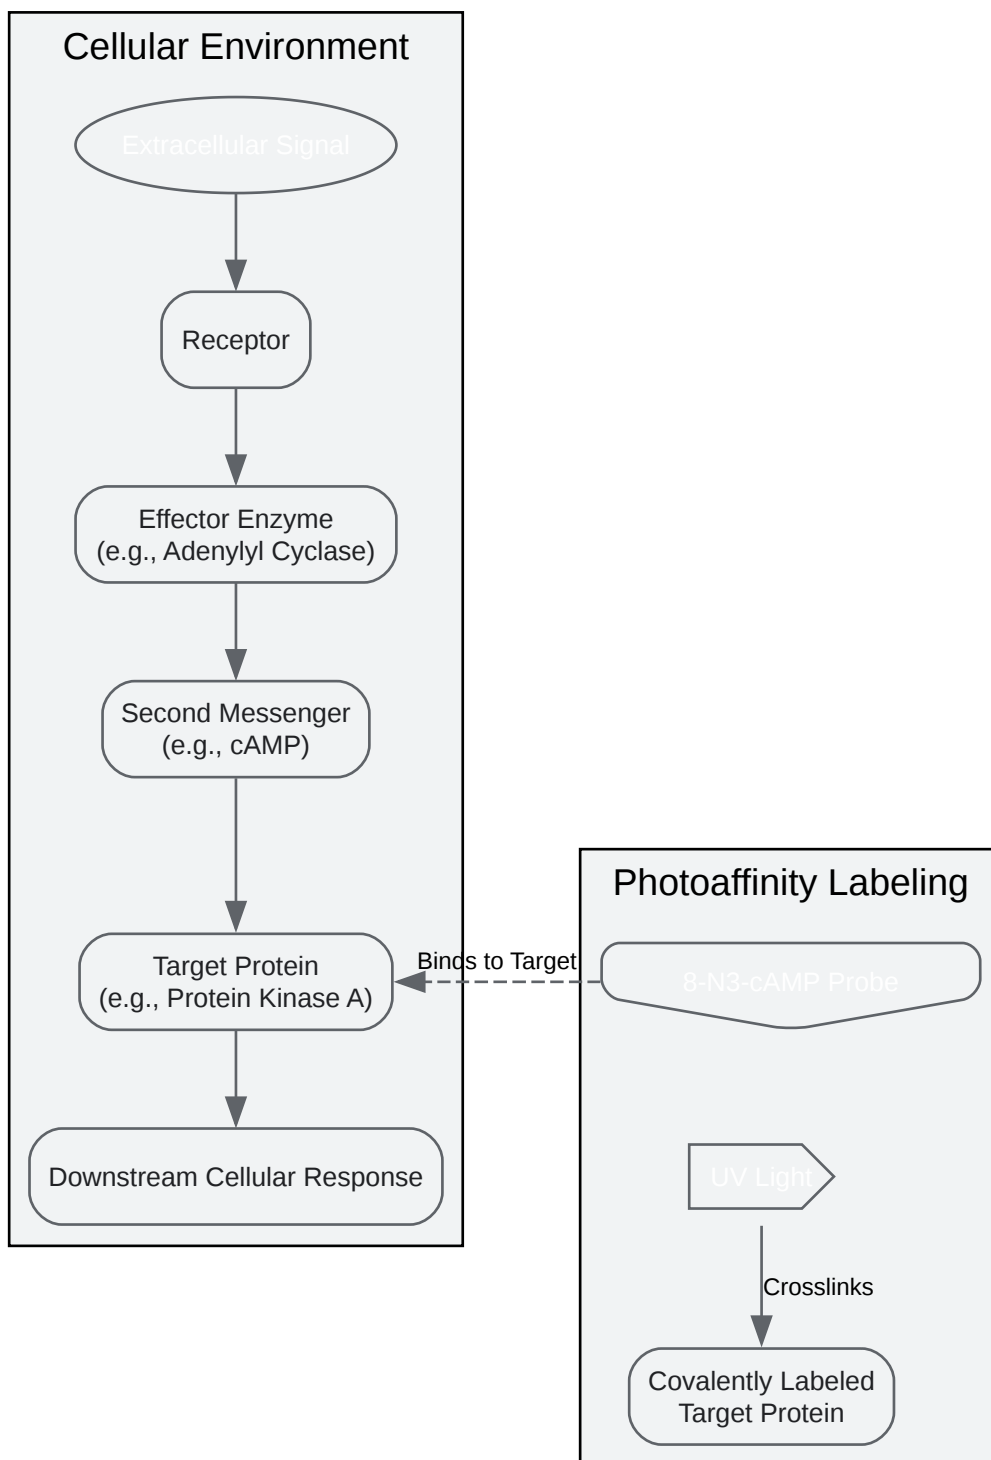 Cellular Environment
Extracellular Signal
Receptor
Effector Enzyme
(e.g., Adenylyl Cyclase)
Second Messenger
(e.g., cAMP)
Target Protein
(e.g., Protein Kinase A)
Downstream Cellular Response
Binds to Target
Photoaffinity Labeling
8-N3-cAMP Probe
UV Light
Crosslinks
Covalently Labeled
Target Protein